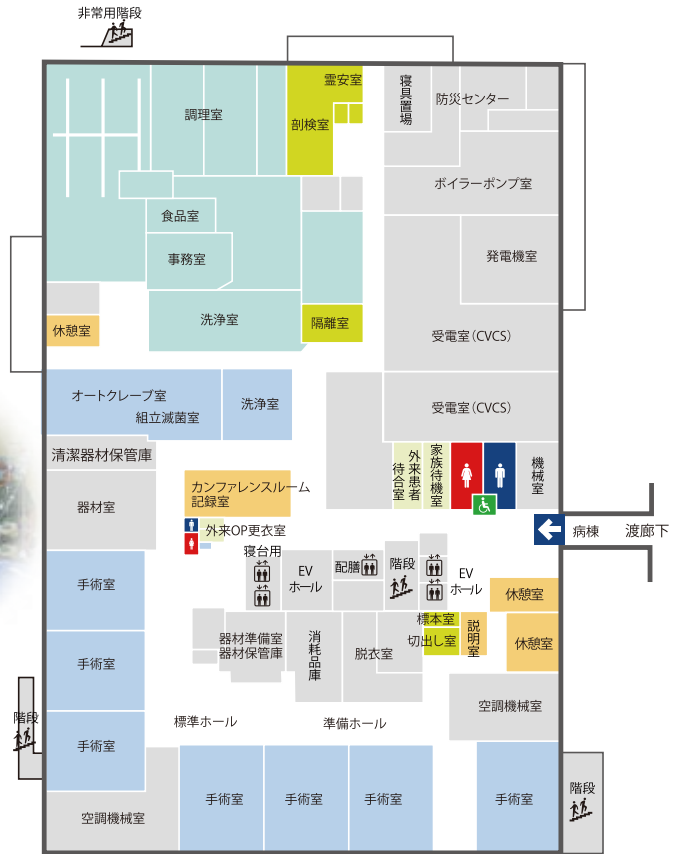 非常用階段
霊安室
調理室
剖検室
寝具置場
防災センター
ボイラーポンプ室
食品室
事務室
発電機室
洗浄室
隔離室
休憩室
受電室（CVCS）
オートクレーブ室
組立滅菌室
洗浄室
受電室（CVCS）
清潔器材保管庫
外来患者
待合室
家族待機室
機械室
器材室
カンファレンスルーム
記録室
外来OP更衣室
病棟
渡廊下
寝台用
EV
ホール
配膳
階段
EV
ホール
手術室
休憩室
器材準備室
器材保管庫
消耗品庫
脱衣室
標本室
切出し室
説明室
休憩室
手術室
空調機械室
階段
標準ホール
準備ホール
手術室
空調機械室
手術室
手術室
手術室
手術室
階段